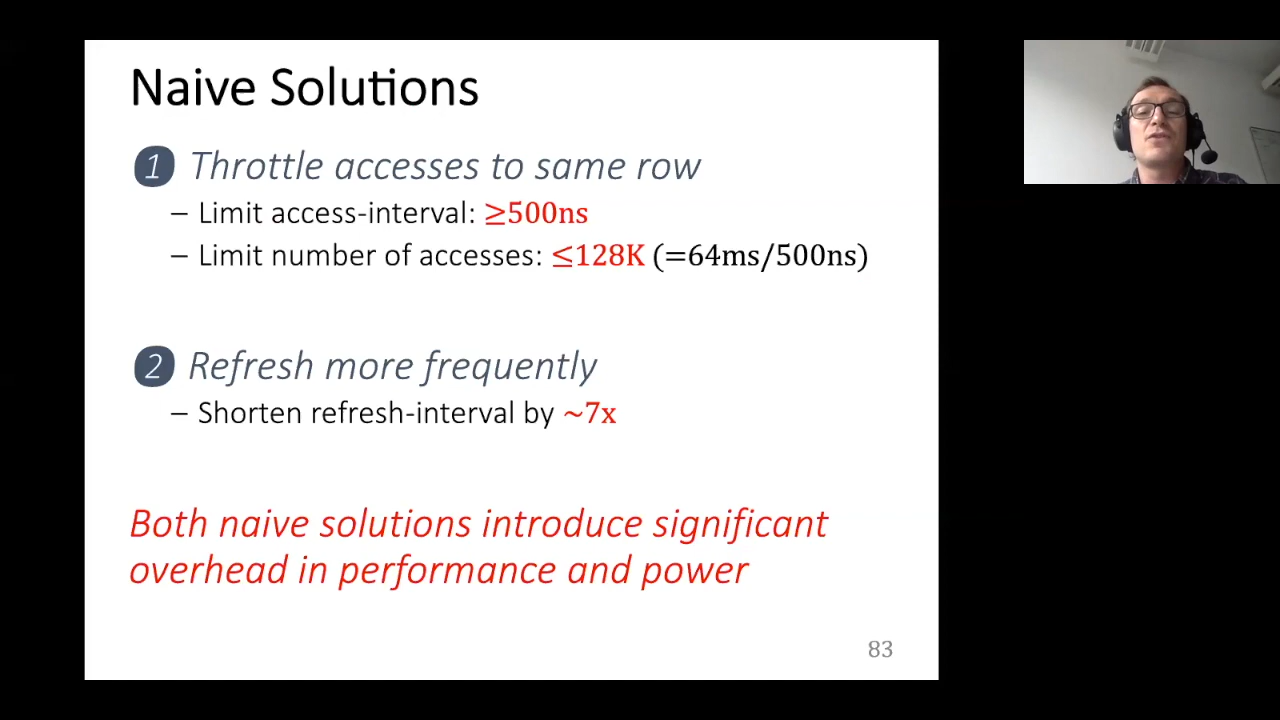 Naive Solutions
1 Throttle accesses to same row
– Limit access-interval: ≥500ns
– Limit number of accesses: ≤128K (=64ms/500ns)
2 Refresh more frequently
– Shorten refresh-interval by ~7x
Both naive solutions introduce significant
overhead in performance and power
83